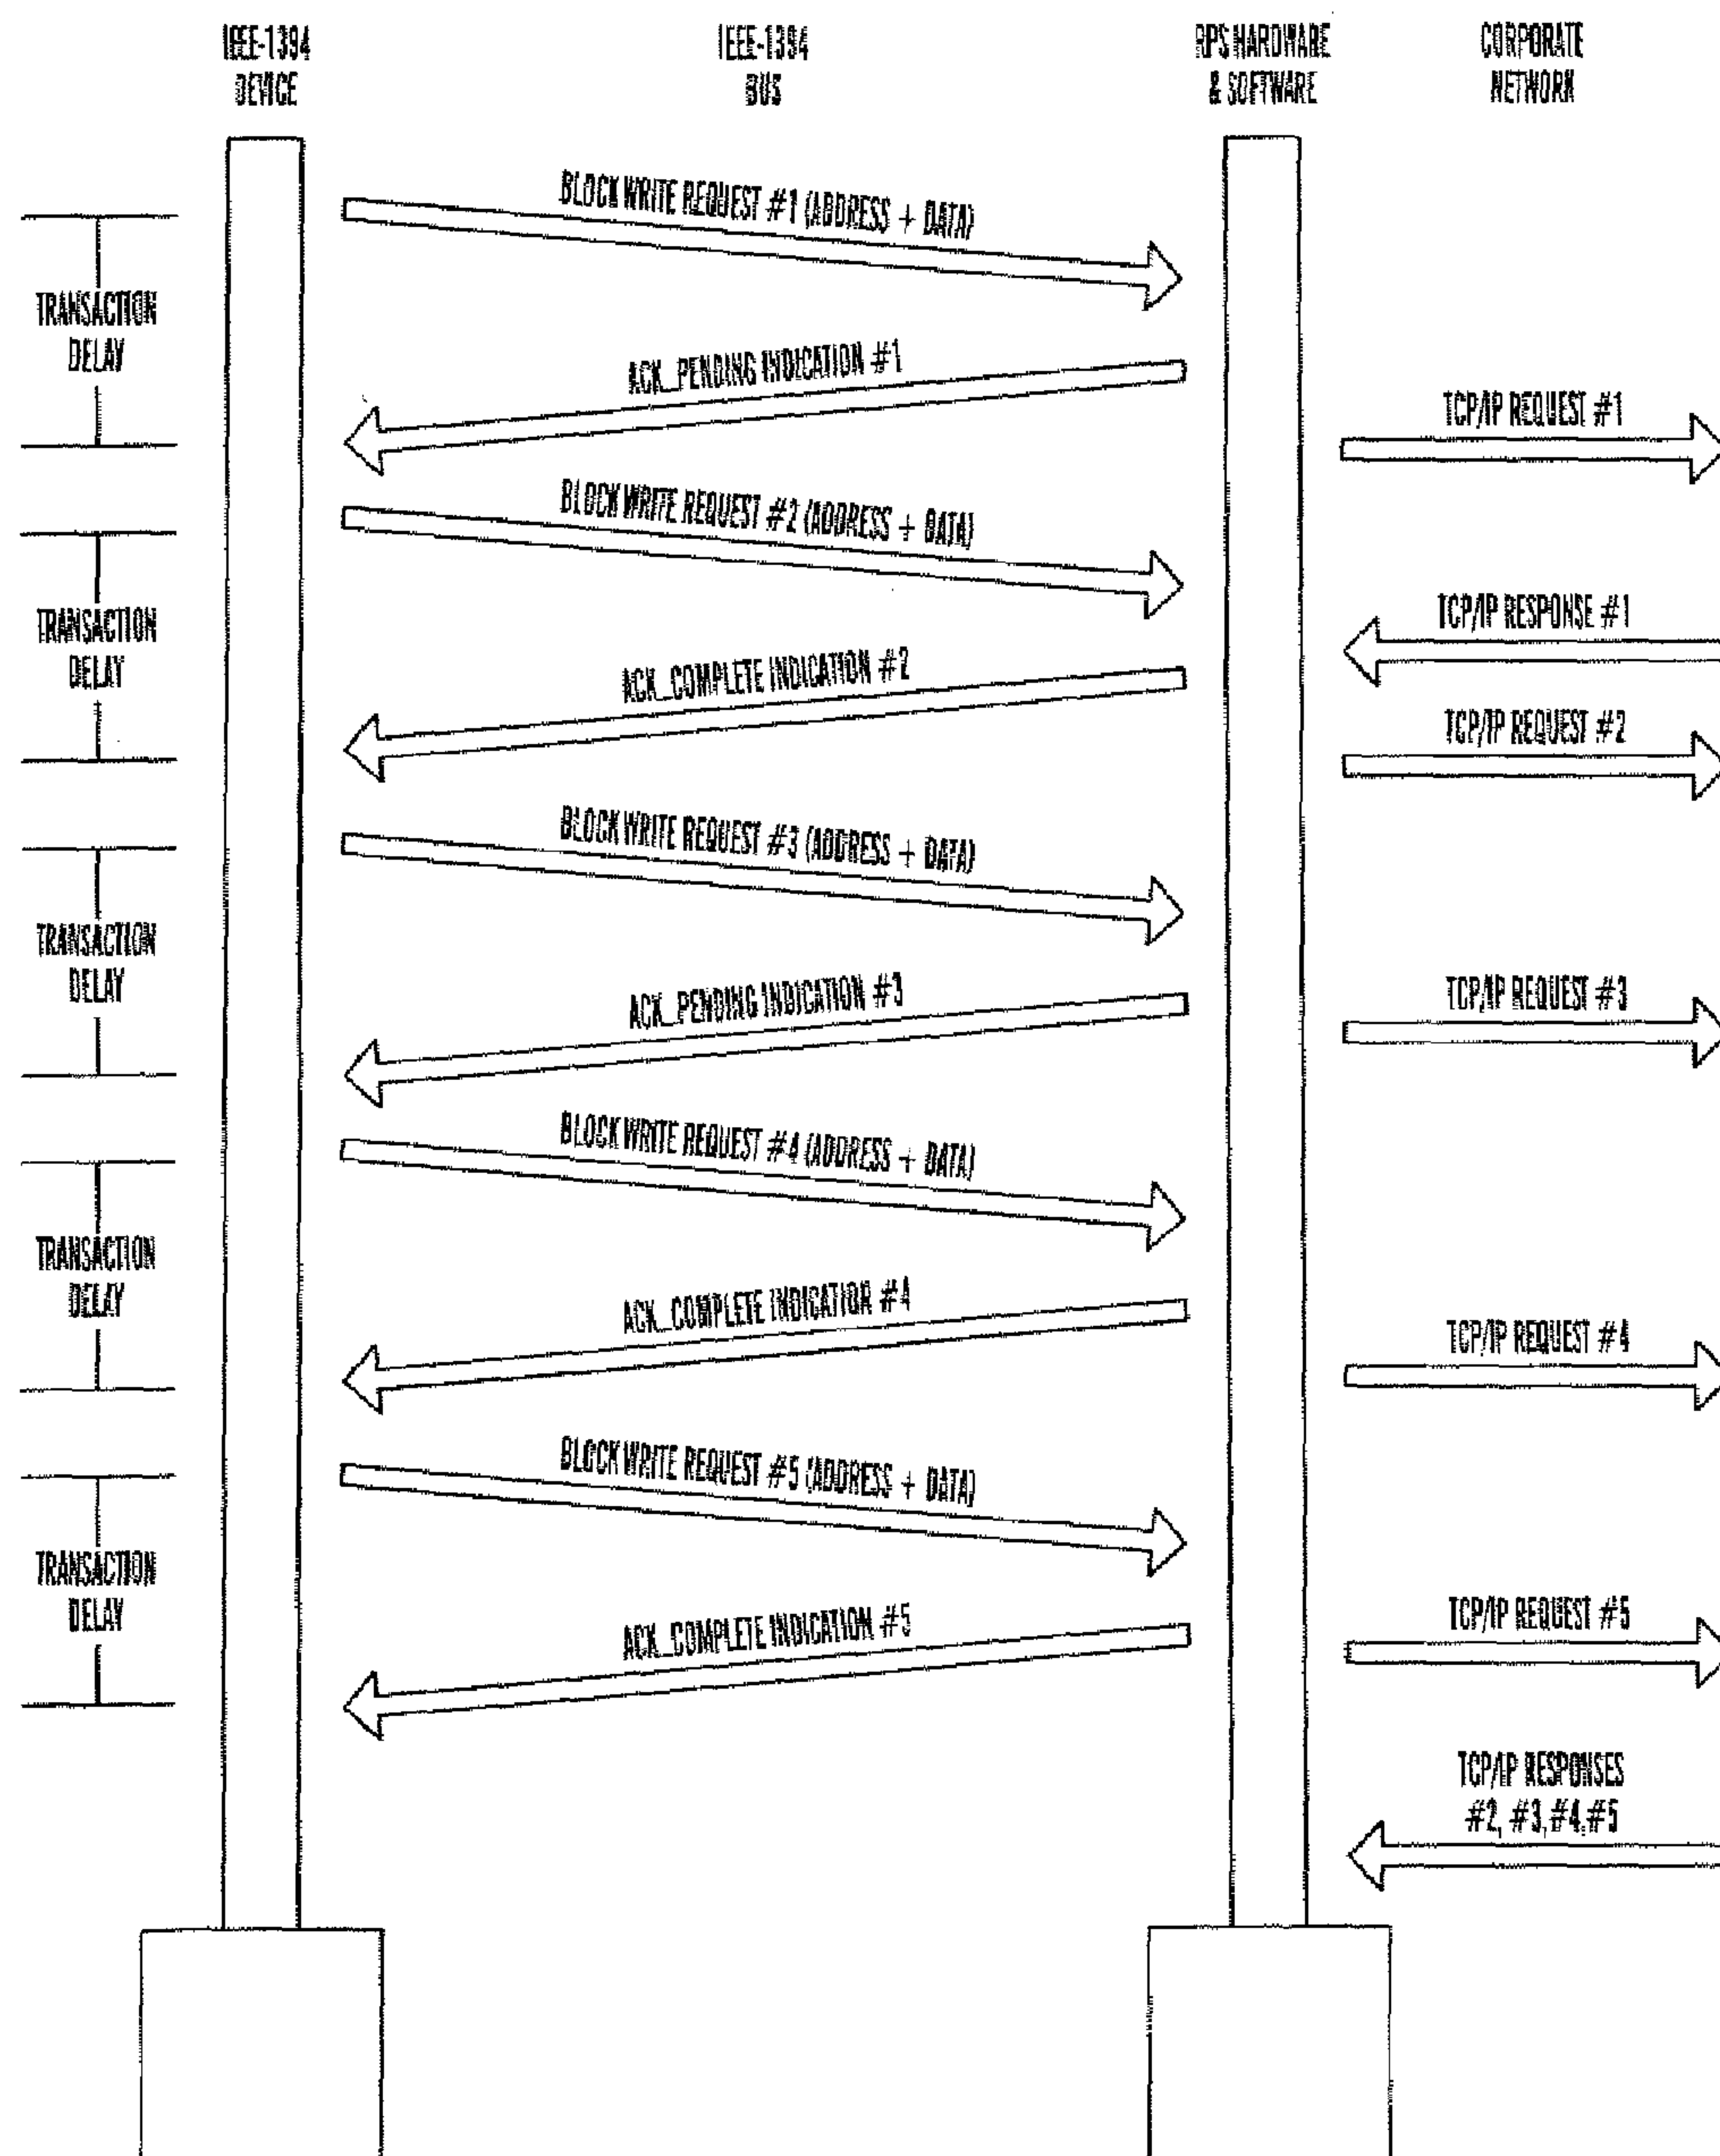 IEEE-1394
DEVICE
IEEE-1394
BUS
RPS HARDWARE
& SOFTWARE
CORPORATE
NETWORK
BLOCK WRITE REQUEST #1 (ADDRESS + DATA)
TRANSACTION
DELAY
ACK_PENDING INDICATION #1
TCP/IP REQUEST #1
BLOCK WRITE REQUEST #2 (ADDRESS + DATA)
TRANSACTION
DELAY
TCP/IP RESPONSE #1
ACK_COMPLETE INDICATION #2
TCP/IP REQUEST #2
BLOCK WRITE REQUEST #3 (ADDRESS + DATA)
TRANSACTION
DELAY
ACK_PENDING INDICATION #3
TCP/IP REQUEST #3
BLOCK WRITE REQUEST #4 (ADDRESS + DATA)
TRANSACTION
DELAY
ACK_COMPLETE INDICATION #4
TCP/IP REQUEST #4
BLOCK WRITE REQUEST #5 (ADDRESS + DATA)
TRANSACTION
DELAY
ACK_COMPLETE INDICATION #5
TCP/IP REQUEST #5
TCP/IP RESPONSES
#2, #3, #4, #5